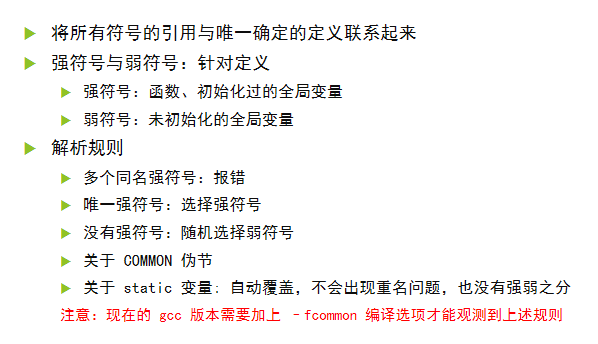 将所有符号的引用与唯一确定的定义联系起来
强符号与弱符号：针对定义
强符号：函数、初始化过的全局变量
弱符号：未初始化的全局变量
解析规则
多个同名强符号：报错
唯一强符号：选择强符号
没有强符号：随机选择弱符号
关于 COMMON 伪节
关于 static 变量：自动覆盖，不会出现重名问题，也没有强弱之分
注意：现在的 gcc 版本需要加上 –fcommon 编译选项才能观测到上述规则